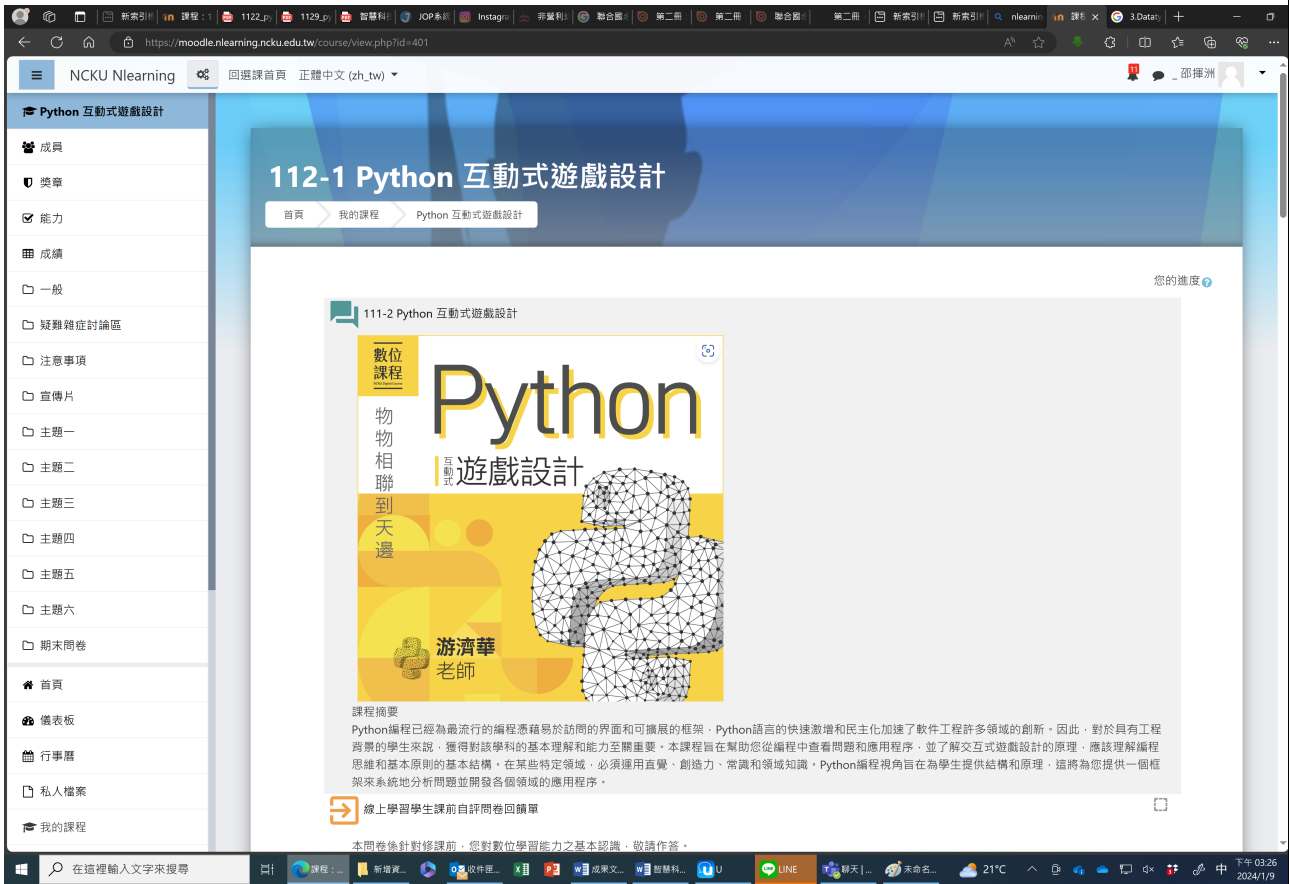 新索引
課程：1
1122_py
1129_py
智慧科技
JOP系統
Instagra
非營利
聯合國
第二冊
第二冊
聯合國
第二冊
新索引
新索引
nlearnin
課程
3.Dataty
https://moodle.nlearning.ncku.edu.tw/course/view.php?id=401
NCKU Nlearning
回選課首頁
正體中文 (zh_tw)
11
_ 邵揮洲
Python 互動式遊戲設計
成員
獎章
能力
成績
一般
疑難雜症討論區
注意事項
宣傳片
主題一
主題二
主題三
主題四
主題五
主題六
期末問卷
首頁
儀表板
行事曆
私人檔案
我的課程
112-1 Python 互動式遊戲設計
首頁
我的課程
Python 互動式遊戲設計
您的進度
111-2 Python 互動式遊戲設計
數位
課程
物物相聯到天邊
Python
互動式
遊戲設計
游濟華
老師
課程摘要
Python編程已經為最流行的編程憑藉易於訪問的界面和可擴展的框架，Python語言的快速激增和民主化加速了軟件工程許多領域的創新。因此，對於具有工程
背景的學生來說，獲得對該學科的基本理解和能力至關重要。本課程旨在幫助您從編程中查看問題和應用程序，並了解交互式遊戲設計的原理，應該理解編程
思維和基本原則的基本結構。在某些特定領域，必須運用直覺、創造力、常識和領域知識。Python編程視角旨在為學生提供結構和原理，這將為您提供一個框
架來系統地分析問題並開發各個領域的應用程序。
線上學習學生課前自評問卷回饋單
本問卷係針對修課前，您對數位學習能力之基本認識，敬請作答。
在這裡輸入文字來搜尋
課程：...
新增資...
收件匣...
成果文...
智慧科...
U
LINE
聊天 | ...
未命名...
21°C
中
下午 03:26
2024/1/9